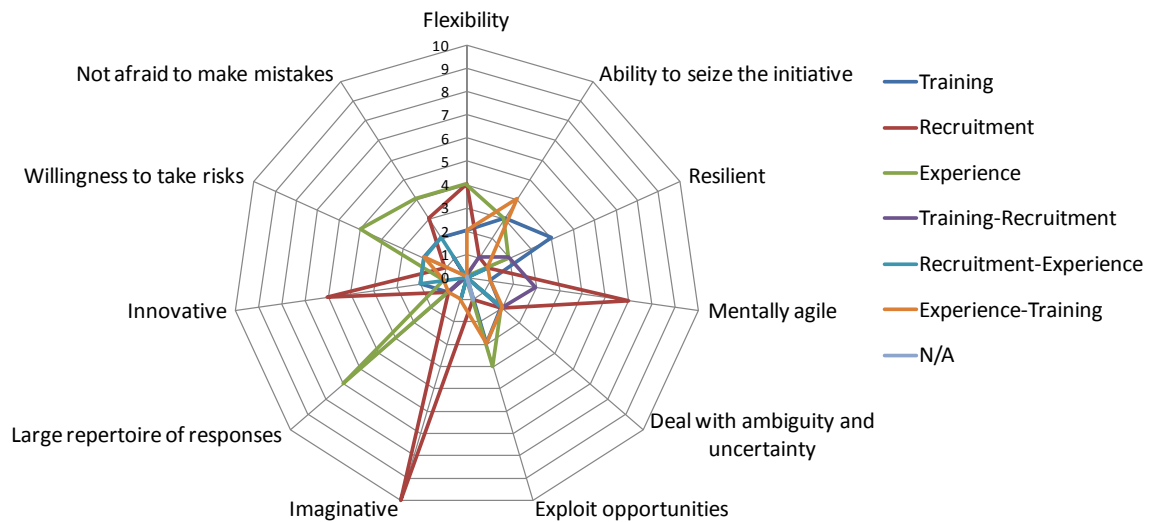 Flexibility
Ability to seize the initiative
Resilient
Mentally agile
Deal with ambiguity and
uncertainty
Exploit opportunities
Imaginative
Large repertoire of responses
Innovative
Willingness to take risks
Not afraid to make mistakes
10
9
8
7
6
5
4
3
2
1
0
Training
Recruitment
Experience
Training-Recruitment
Recruitment-Experience
Experience-Training
N/A